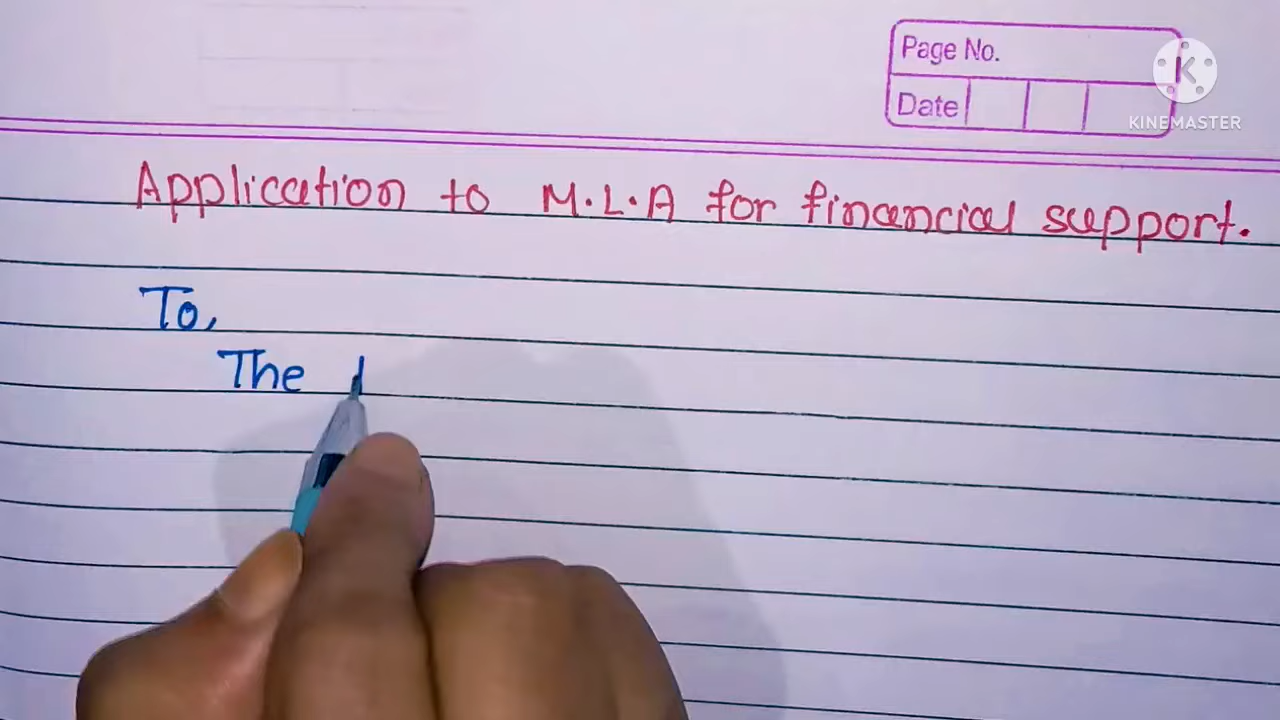 Page No.
Date
KINEMASTER
Application to M.L.A for financial support.
To,
The